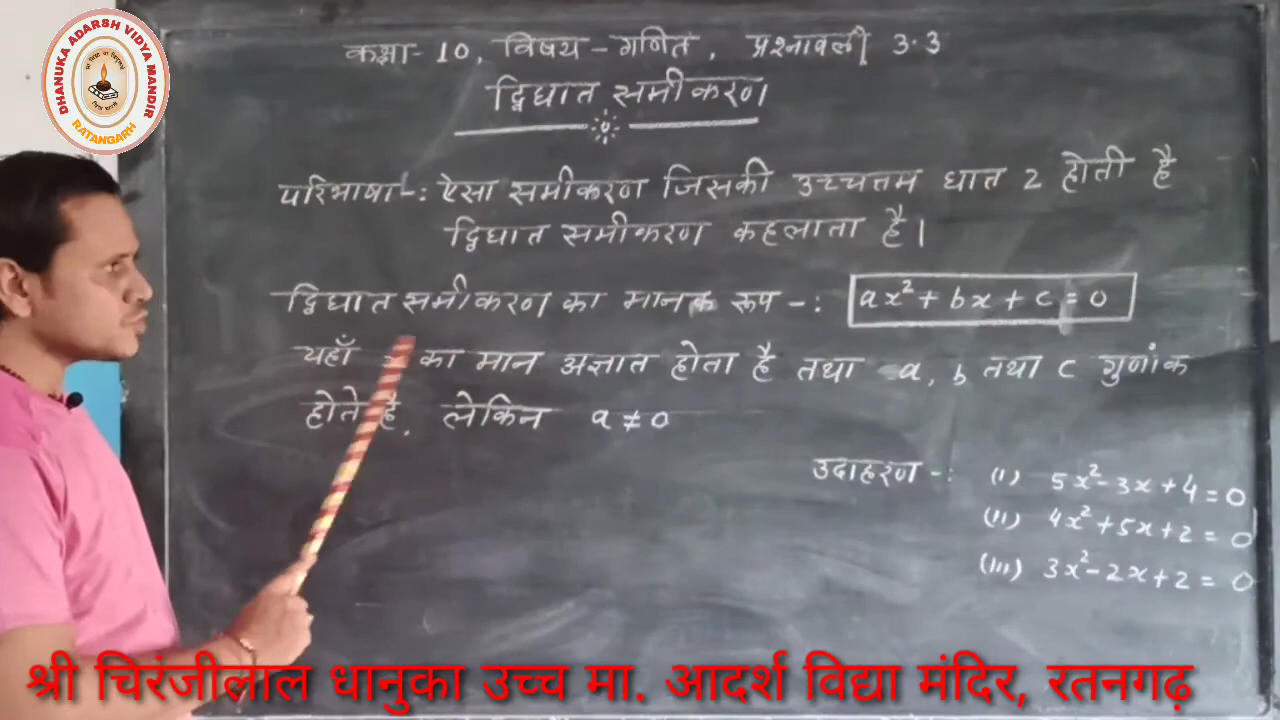 DHANUKA ADARSH VIDYA MANDIR
RATANGARH
कक्षा - 10, विषय - गणित, प्रश्नावली 3.3
द्विघात समीकरण
परिभाषा -: ऐसा समीकरण जिसकी उच्चतम घात 2 होती है
द्विघात समीकरण कहलाता है।
द्विघात समीकरण का मानक रूप -: ax² + bx + c = 0
यहाँ x का मान अज्ञात होता है तथा a, b तथा c गुणांक
होते है, लेकिन a ≠ 0
उदाहरण -: (I) 5x² - 3x + 4 = 0
(II) 4x² + 5x + 2 = 0
(III) 3x² - 2x + 2 = 0
श्री चिरंजीलाल धानुका उच्च मा. आदर्श विद्या मंदिर, रतनगढ़